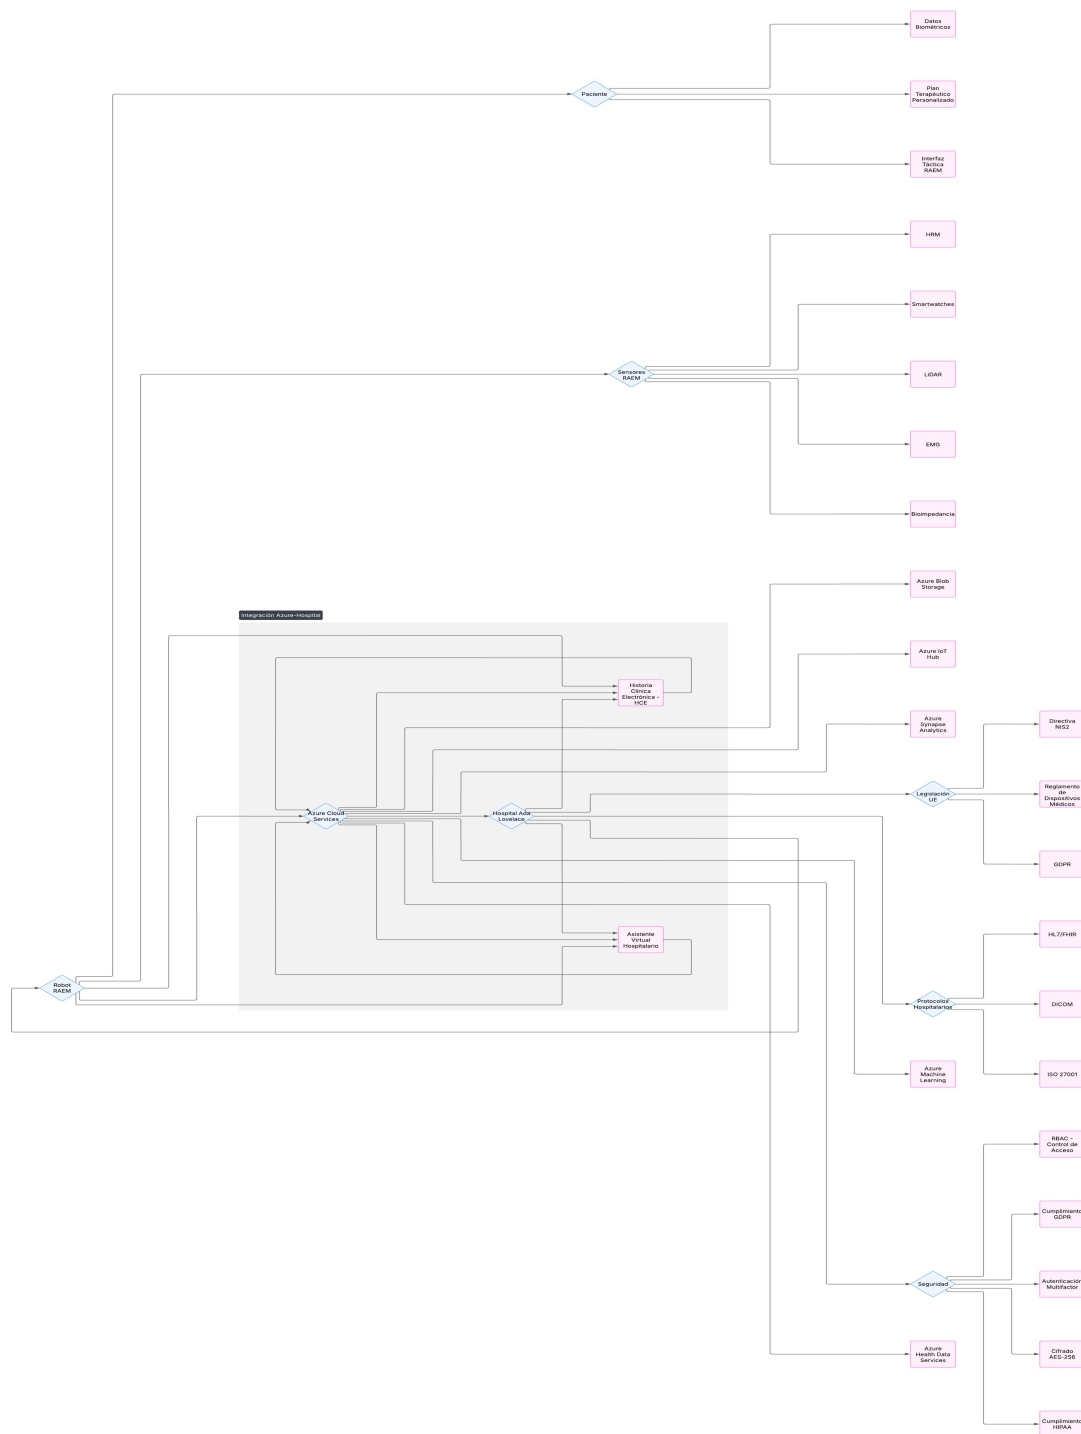 Datos
Biométricos
Paciente
Plan
Terapéutico
Personalizado
Interfaz
Táctica
RAEM
HRM
Smartwatches
Sensores
RAEM
LiDAR
EMG
Bioimpedancia
Azure Blob
Storage
Integración Azure-Hospital
Azure IoT
Hub
Historia
Clínica
Electrónica -
HCE
Azure
Synapse
Analytics
Directiva
NIS2
Legislación
UE
Reglamento
de
Dispositivos
Médicos
Azure Cloud
Services
Hospital Ada
Lovelace
GDPR
Asistente
Virtual
Hospitalario
HL7/FHIR
Robot
RAEM
Protocolos
Hospitalarios
DICOM
Azure
Machine
Learning
ISO 27001
RBAC -
Control de
Acceso
Cumplimiento
GDPR
Seguridad
Autenticación
Multifactor
Azure
Health Data
Services
Cifrado
AES-256
Cumplimiento
HIPAA